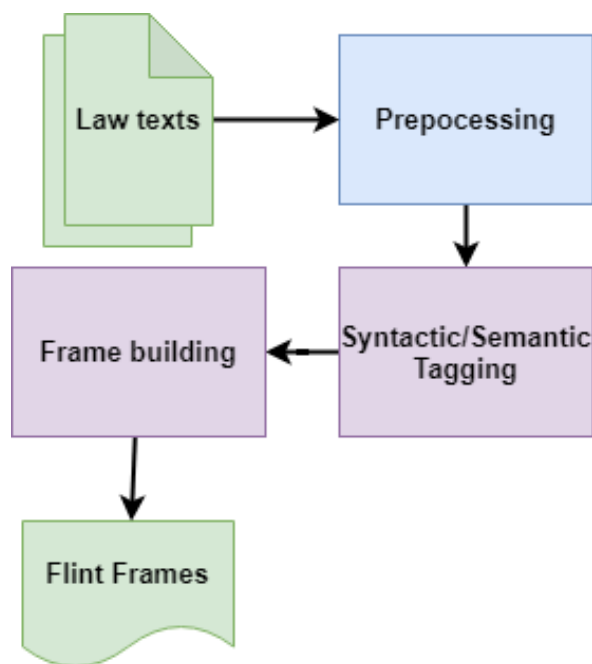 Law texts
Prepocessing
Syntactic/Semantic
Tagging
Frame building
Flint Frames